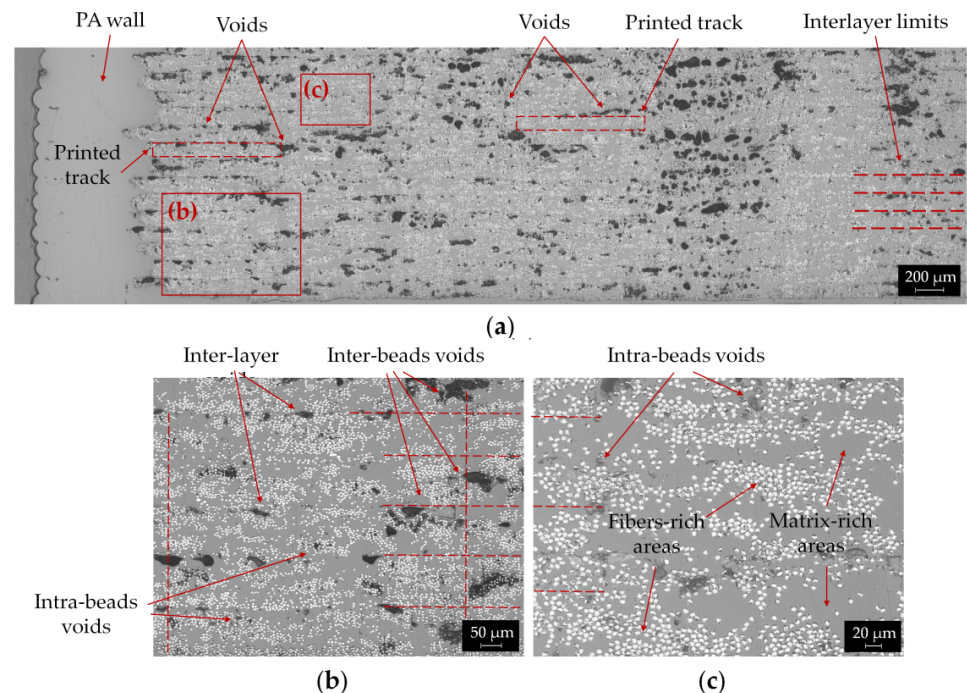 PA wall
Voids
Voids
Printed track
Interlayer limits
(c)
Printed
track
(b)
200 µm
(a)
Inter-layer
Inter-beads voids
Intra-beads voids
Fibers-rich
areas
Matrix-rich
areas
Intra-beads
voids
50 µm
20 µm
(b)
(c)